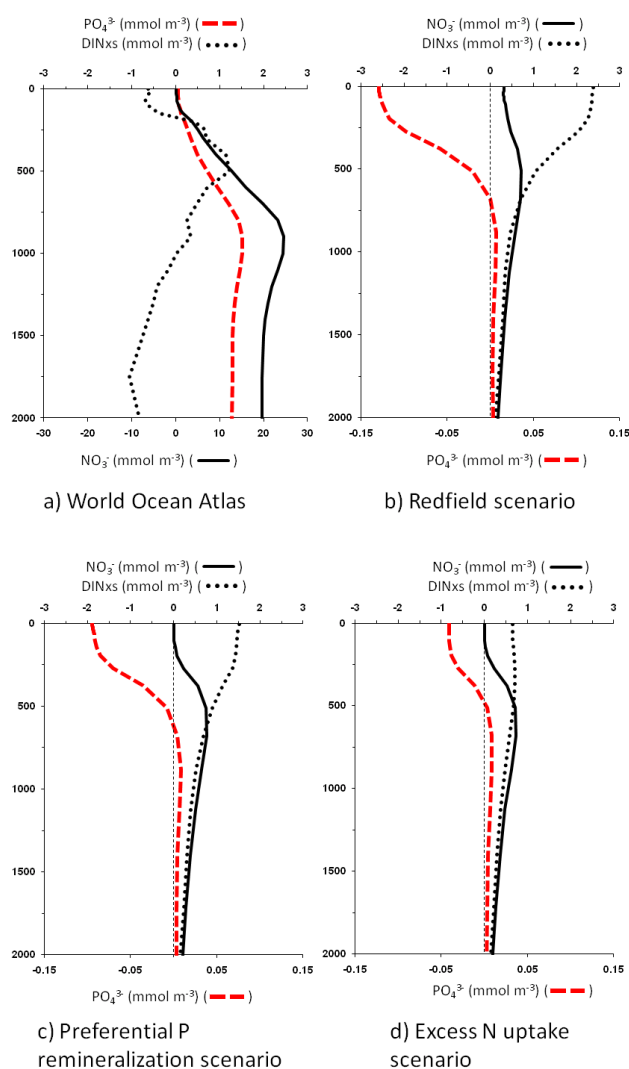 PO₄³⁻ (mmol m⁻³) ( )
DINxs (mmol m⁻³) ( )
-3 -2 -1 0 1 2 3
0
500
1000
1500
2000
-30 -20 -10 0 10 20 30
NO₃⁻ (mmol m⁻³) ( )
a) World Ocean Atlas
NO₃⁻ (mmol m⁻³) ( )
DINxs (mmol m⁻³) ( )
-3 -2 -1 0 1 2 3
0
500
1000
1500
2000
-0.15 -0.05 0.05 0.15
PO₄³⁻ (mmol m⁻³) ( )
b) Redfield scenario
NO₃⁻ (mmol m⁻³) ( )
DINxs (mmol m⁻³) ( )
-3 -2 -1 0 1 2 3
0
500
1000
1500
2000
-0.15 -0.05 0.05 0.15
PO₄³⁻ (mmol m⁻³) ( )
c) Preferential P
remineralization scenario
NO₃⁻ (mmol m⁻³) ( )
DINxs (mmol m⁻³) ( )
-3 -2 -1 0 1 2 3
0
500
1000
1500
2000
-0.15 -0.05 0.05 0.15
PO₄³⁻ (mmol m⁻³) ( )
d) Excess N uptake
scenario